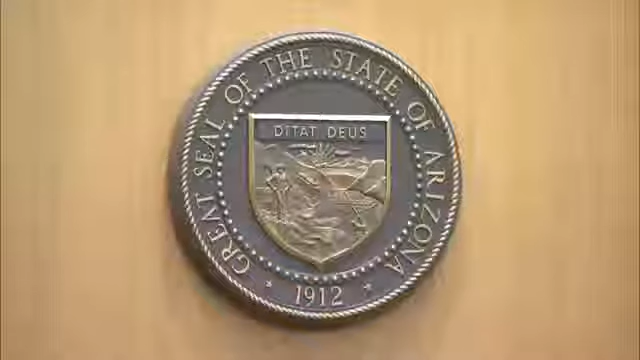 GREAT SEAL OF THE STATE OF ARIZONA
DITAT DEUS
1912